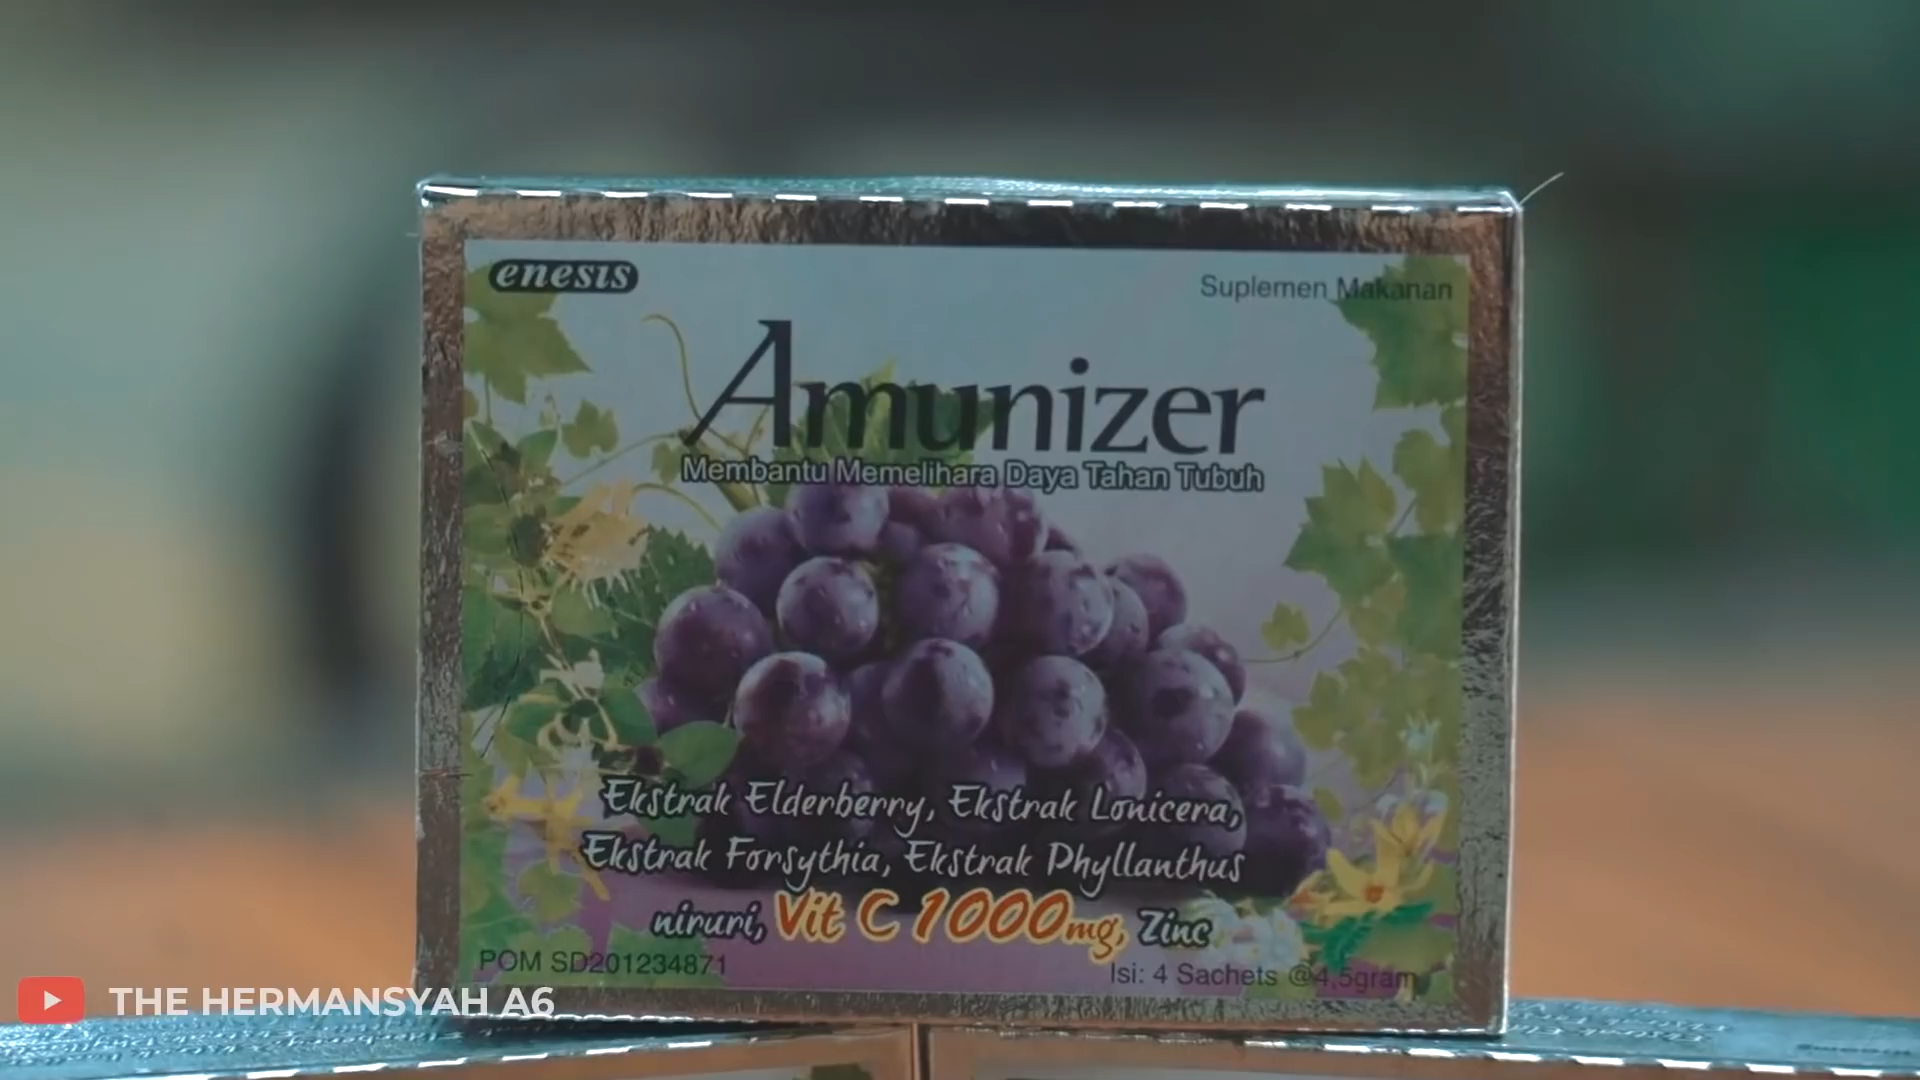 enesis
Suplemen Makanan
Amunizer
Membantu Memelihara Daya Tahan Tubuh
Ekstrak Elderberry, Ekstrak Lonicera,
Ekstrak Forsythia, Ekstrak Phyllanthus
niruri, Vit C 1000mg, Zinc
POM SD201234871
Isi: 4 Sachets @4,5gram
THE HERMANSYAH A6